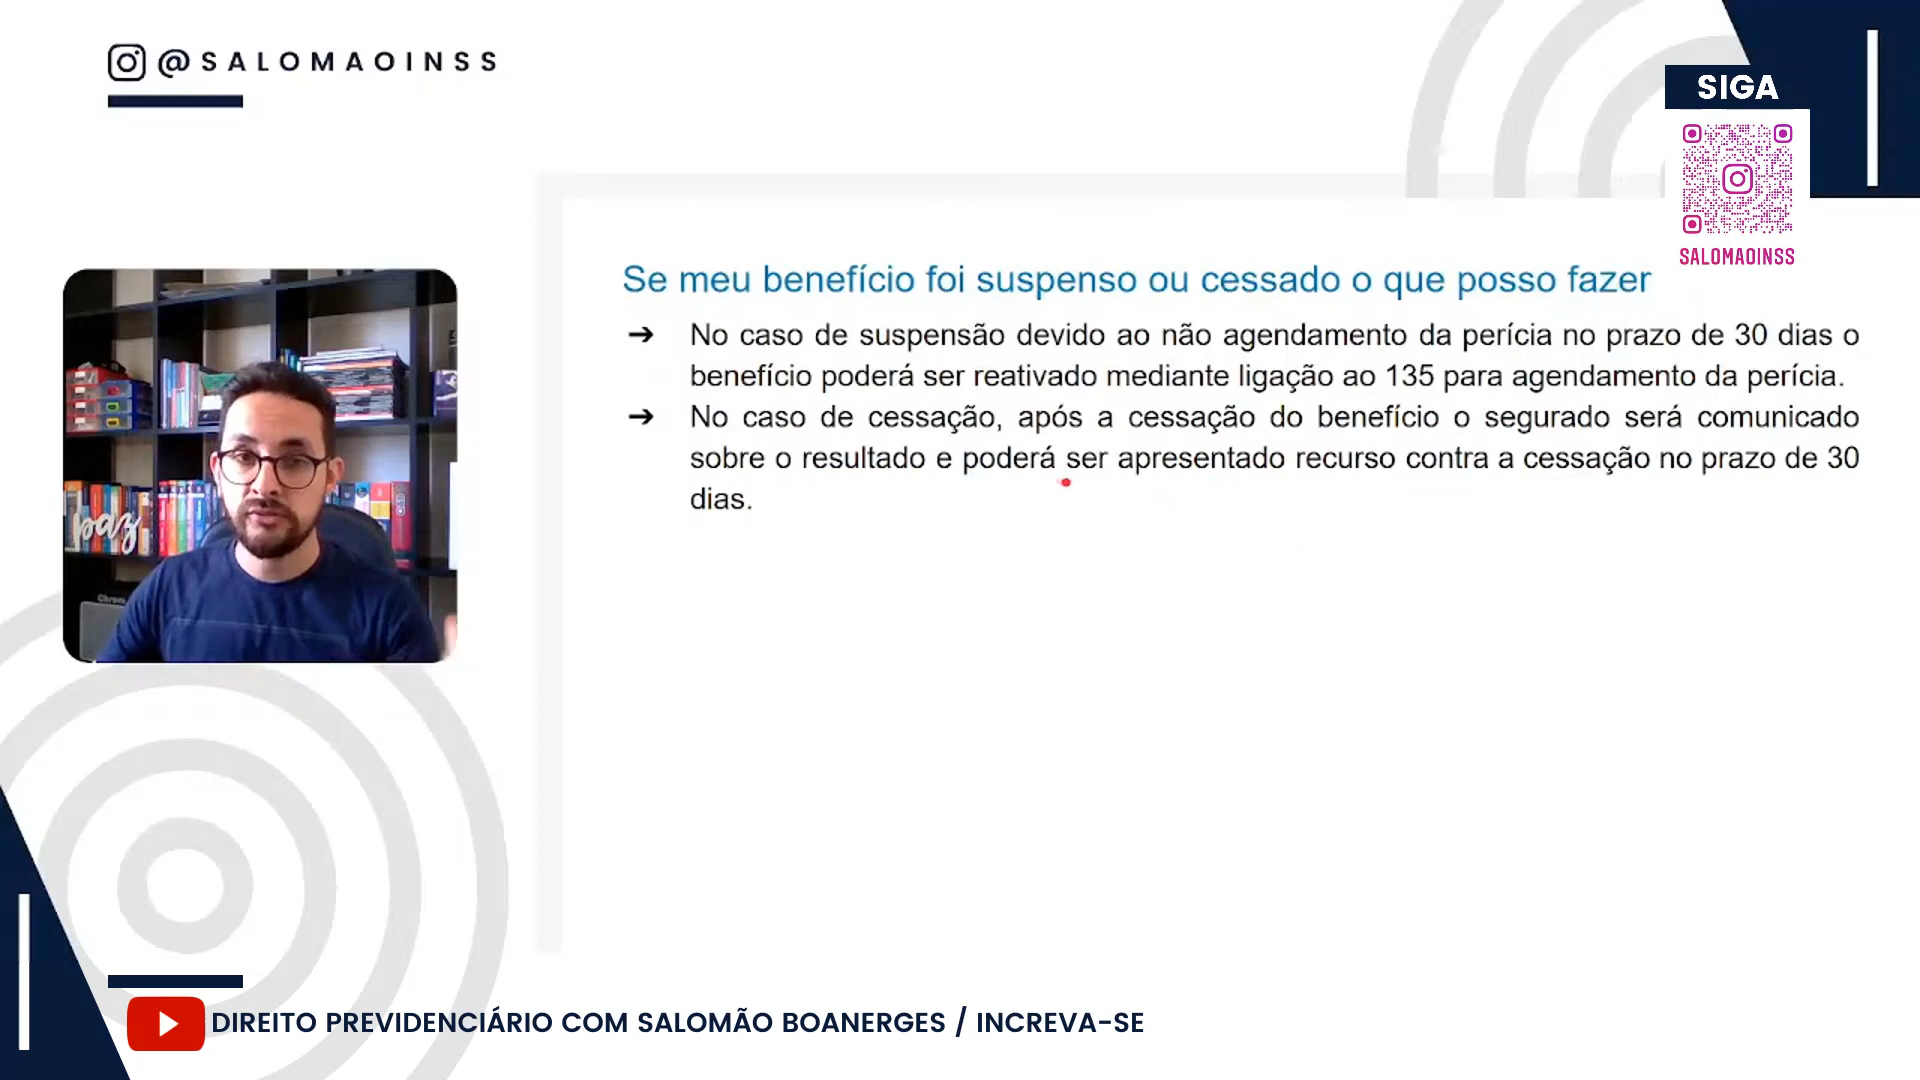 @SALOMAOINSS
SIGA
SALOMAOINSS
Se meu benefício foi suspenso ou cessado o que posso fazer
➔ No caso de suspensão devido ao não agendamento da perícia no prazo de 30 dias o
benefício poderá ser reativado mediante ligação ao 135 para agendamento da perícia.
➔ No caso de cessação, após a cessação do benefício o segurado será comunicado
sobre o resultado e poderá ser apresentado recurso contra a cessação no prazo de 30
dias.
paz
DIREITO PREVIDENCIÁRIO COM SALOMÃO BOANERGES / INCREVA-SE